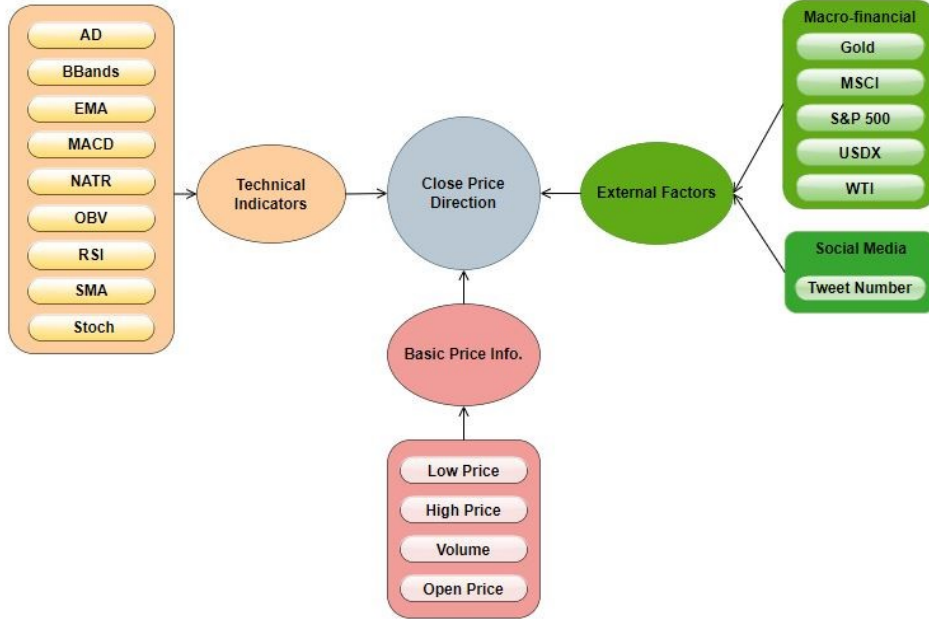 AD
BBands
EMA
MACD
NATR
OBV
RSI
SMA
Stoch
Technical
Indicators
Close Price
Direction
External Factors
Macro-financial
Gold
MSCI
S&P 500
USDX
WTI
Social Media
Tweet Number
Basic Price Info.
Low Price
High Price
Volume
Open Price